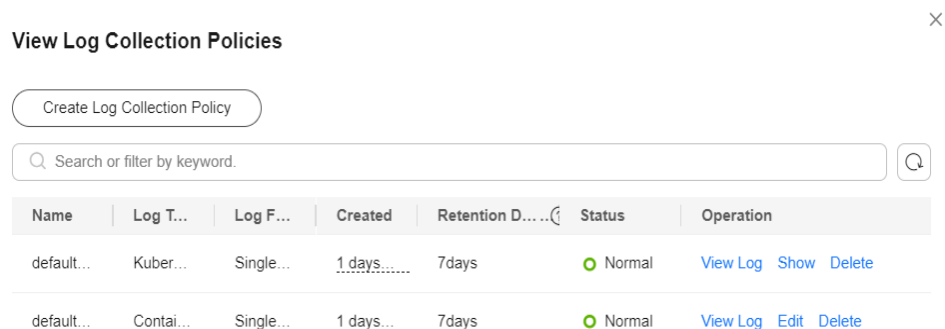 View Log Collection Policies
Create Log Collection Policy
Search or filter by keyword.
Name Log T... Log F... Created Retention D... ... Status Operation
default... Kuber... Single... 1 days... 7days Normal View Log Show Delete
default... Contai... Single... 1 days... 7days Normal View Log Edit Delete